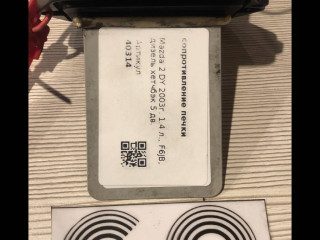 сопротивление печки
Mazda 2 DY 2003г. 1.4 л., F6JB.
дизель хетчбэк 5 дв.
Артикул
40314